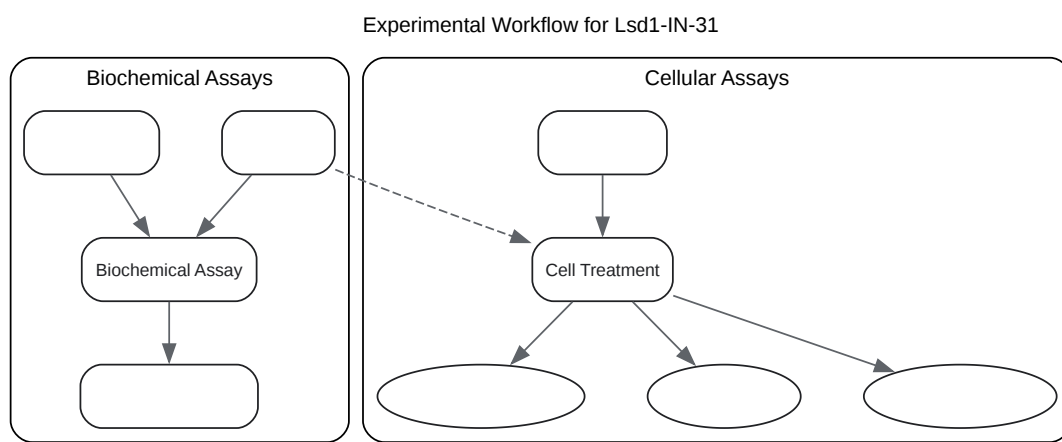 Experimental Workflow for Lsd1-IN-31
Biochemical Assays
Cellular Assays
Biochemical Assay
Cell Treatment